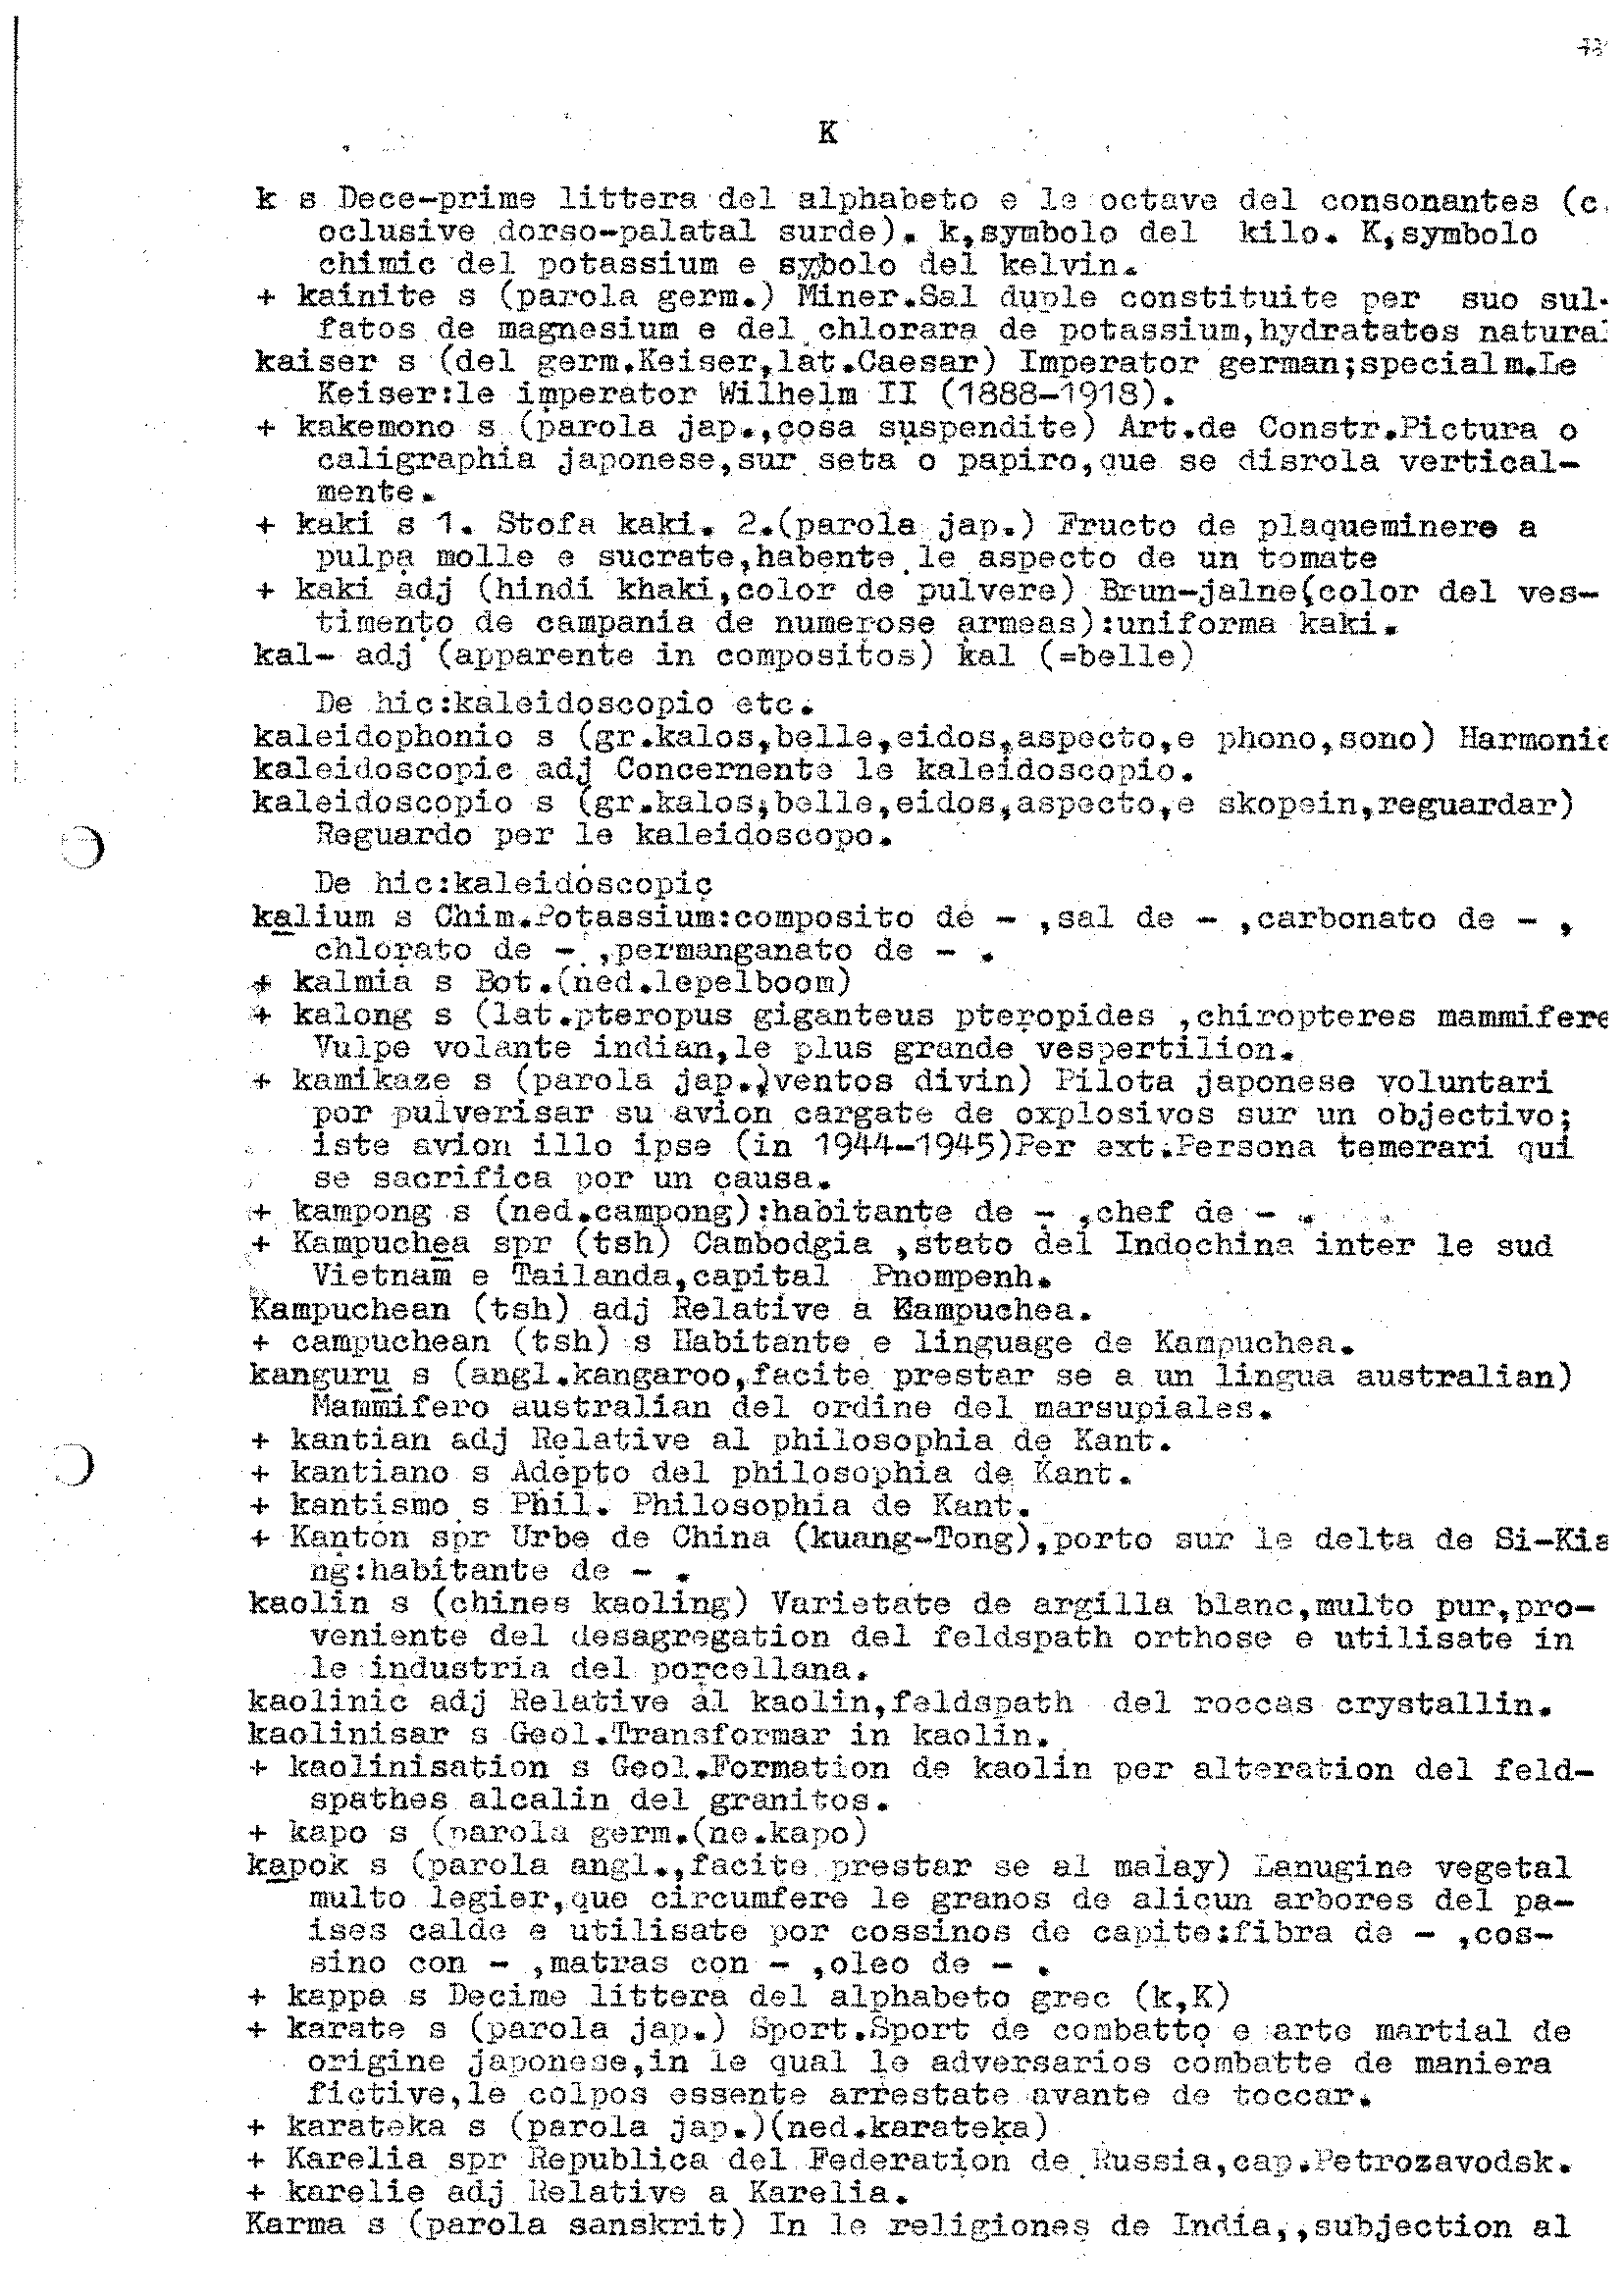 K
k s Dece-prime littera del alphabeto e le octave del consonantes (c.
oclusive dorso-palatal surde). k,symbolo del kilo. K,symbolo
chimic del potassium e sybolo del kelvin.
+ kainite s (parola germ.) Miner.Sal duple constituite per suo sul-
fatos de magnesium e del chlorara de potassium,hydratates natural
kaiser s (del germ.Keiser,lat.Caesar) Imperator german;specialm.Le
Keiser:le imperator Wilhelm II (1888-1918).
+ kakemono s (parola jap.,cosa suspendite) Art.de Constr.Pictura o
caligraphia japonese,sur seta o papiro,que se disrola vertical-
mente.
+ kaki s 1. Stofa kaki. 2.(parola jap.) Fructo de plaqueminere a
pulpa molle e sucrate,habente le aspecto de un tomate
+ kaki adj (hindi khaki,color de pulvere) Brun-jalne(color del ves-
timento de campania de numerose armeas):uniforma kaki.
kal- adj (apparente in compositos) kal (=belle)
De hic:kaleidoscopio etc.
kaleidophonio s (gr.kalos,belle,eidos,aspecto,e phono,sono) Harmonic
kaleidoscopic adj Concernente le kaleidoscopio.
kaleidoscopio s (gr.kalos,belle,eidos,aspecto,e skopein,reguardar)
Reguardo per le kaleidoscopo.
De hic:kaleidoscopic
kalium s Chim.Potassium:composito de - ,sal de - ,carbonato de - ,
chlorato de - ,permanganato de - .
+ kalmia s Bot.(ned.lepelboom)
+ kalong s (lat.pteropus giganteus pteropides ,chiropteres mammifere
Vulpe volante indian,le plus grande vespertilion.
+ kamikaze s (parola jap.,ventos divin) Pilota japonese voluntari
por pulverisar su avion cargate de explosivos sur un objectivo;
iste avion illo ipse (in 1944-1945)Per ext.Persona temerari qui
se sacrifica por un causa.
+ kampong s (ned.campong):habitante de - ,chef de - .
+ Kampuchea spr (tsh) Cambodgia ,stato del Indochina inter le sud
Vietnam e Tailanda,capital Pnompenh.
Kampuchean (tsh) adj Relative a Kampuchea.
+ campuchean (tsh) s Habitante e linguage de Kampuchea.
kanguru s (angl.kangaroo,facite prestar se a un lingua australian)
Mammifero australian del ordine del marsupiales.
+ kantian adj Relative al philosophia de Kant.
+ kantiano s Adepto del philosophia de Kant.
+ kantismo s Phil. Philosophia de Kant.
+ Kanton spr Urbe de China (kuang-Tong),porto sur le delta de Si-Kia
ng:habitante de - .
kaolin s (chines kaoling) Varietate de argilla blanc,multo pur,pro-
veniente del desagregation del feldspath orthose e utilisate in
le industria del porcellana.
kaolinic adj Relative al kaolin,feldspath del roccas crystallin.
kaolinisar s Geol.Transformar in kaolin.
+ kaolinisation s Geol.Formation de kaolin per alteration del feld-
spathes alcalin del granitos.
+ kapo s (parola germ.(ne.kapo)
kapok s (parola angl.,facite prestar se al malay) Lanugine vegetal
multo legier,que circumfere le granos de alicun arbores del pa-
ises calde e utilisate por cossinos de capite:fibra de - ,cos-
sino con - ,matras con - ,oleo de - .
+ kappa s Decime littera del alphabeto grec (k,K)
+ karate s (parola jap.) Sport.Sport de combatto e arte martial de
origine japonese,in le qual le adversarios combatte de maniera
fictive,le colpos essente arrestate avante de toccar.
+ karateka s (parola jap.)(ned.karateka)
+ Karelia spr Republica del Federation de Russia,cap.Petrozavodsk.
+ karelie adj Relative a Karelia.
Karma s (parola sanskrit) In le religiones de India,,subjection al